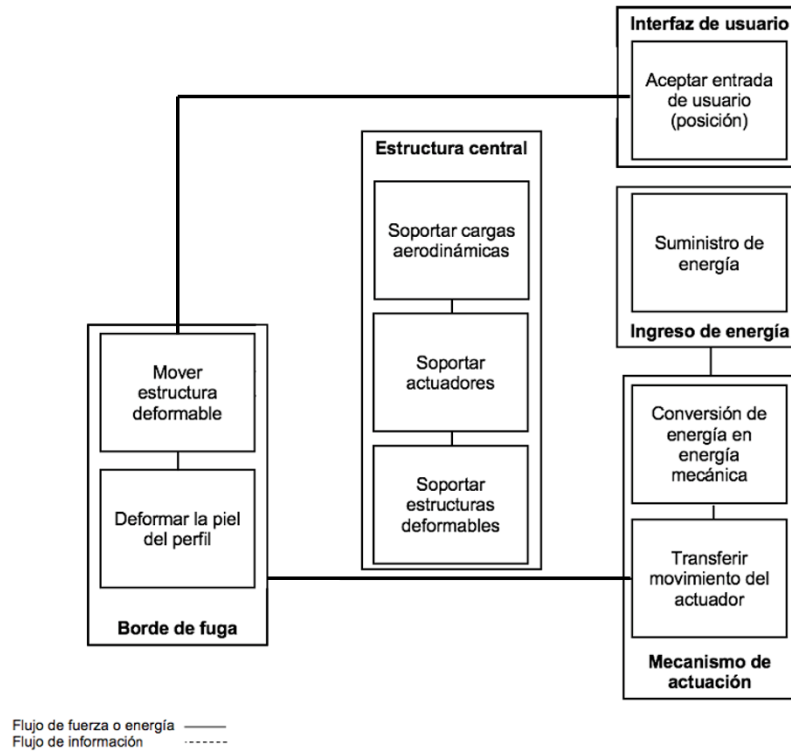 Interfaz de usuario
Aceptar entrada
de usuario
(posición)
Estructura central
Soportar cargas
aerodinámicas
Soportar
actuadores
Soportar
estructuras
deformables
Suministro de
energía
Ingreso de energía
Mover
estructura
deformable
Deformar la piel
del perfil
Borde de fuga
Conversión de
energía en
energía
mecánica
Transferir
movimiento del
actuador
Mecanismo de
actuación
Flujo de fuerza o energía
Flujo de información